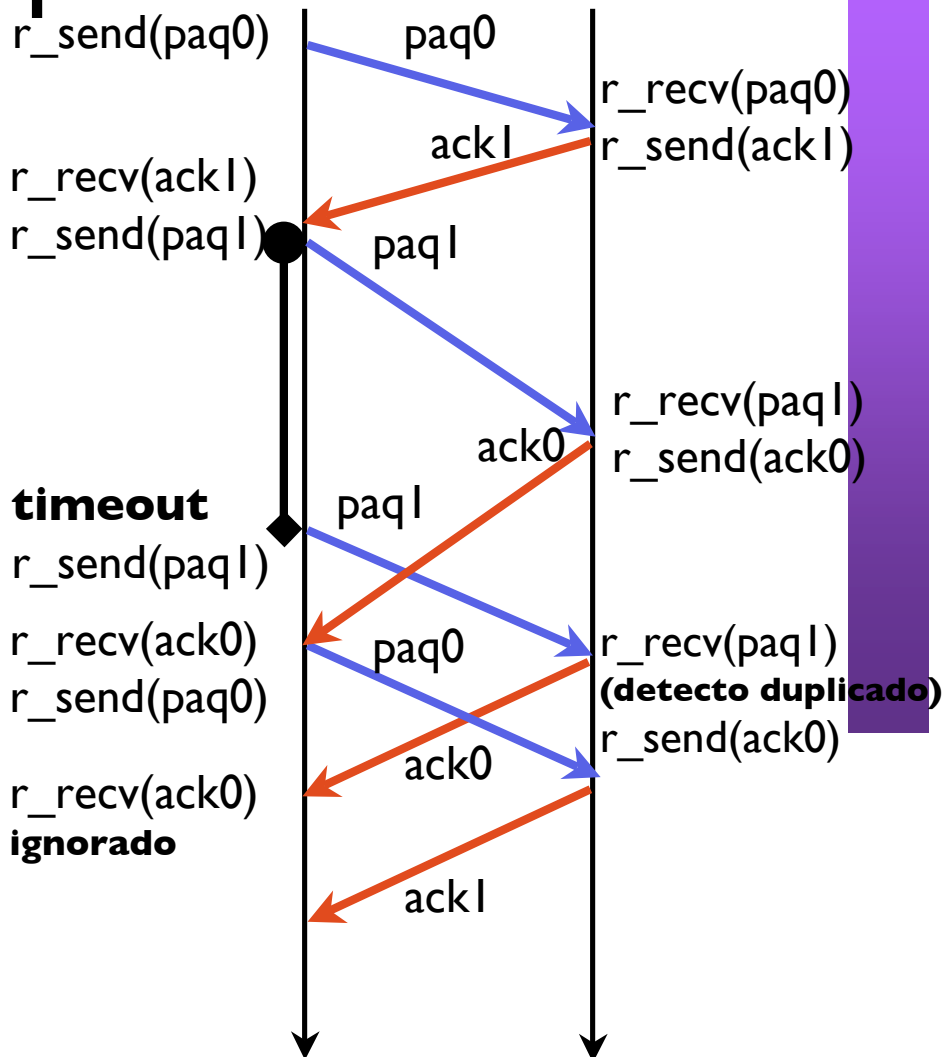 r_send(paq0)
paq0
r_recv(paq0)
ack1
r_send(ack1)
r_recv(ack1)
r_send(paq1)
paq1
r_recv(paq1)
ack0
r_send(ack0)
timeout
paq1
r_send(paq1)
r_recv(ack0)
paq0
r_recv(paq1)
r_send(paq0)
(detecto duplicado)
r_send(ack0)
ack0
r_recv(ack0)
ignorado
ack1